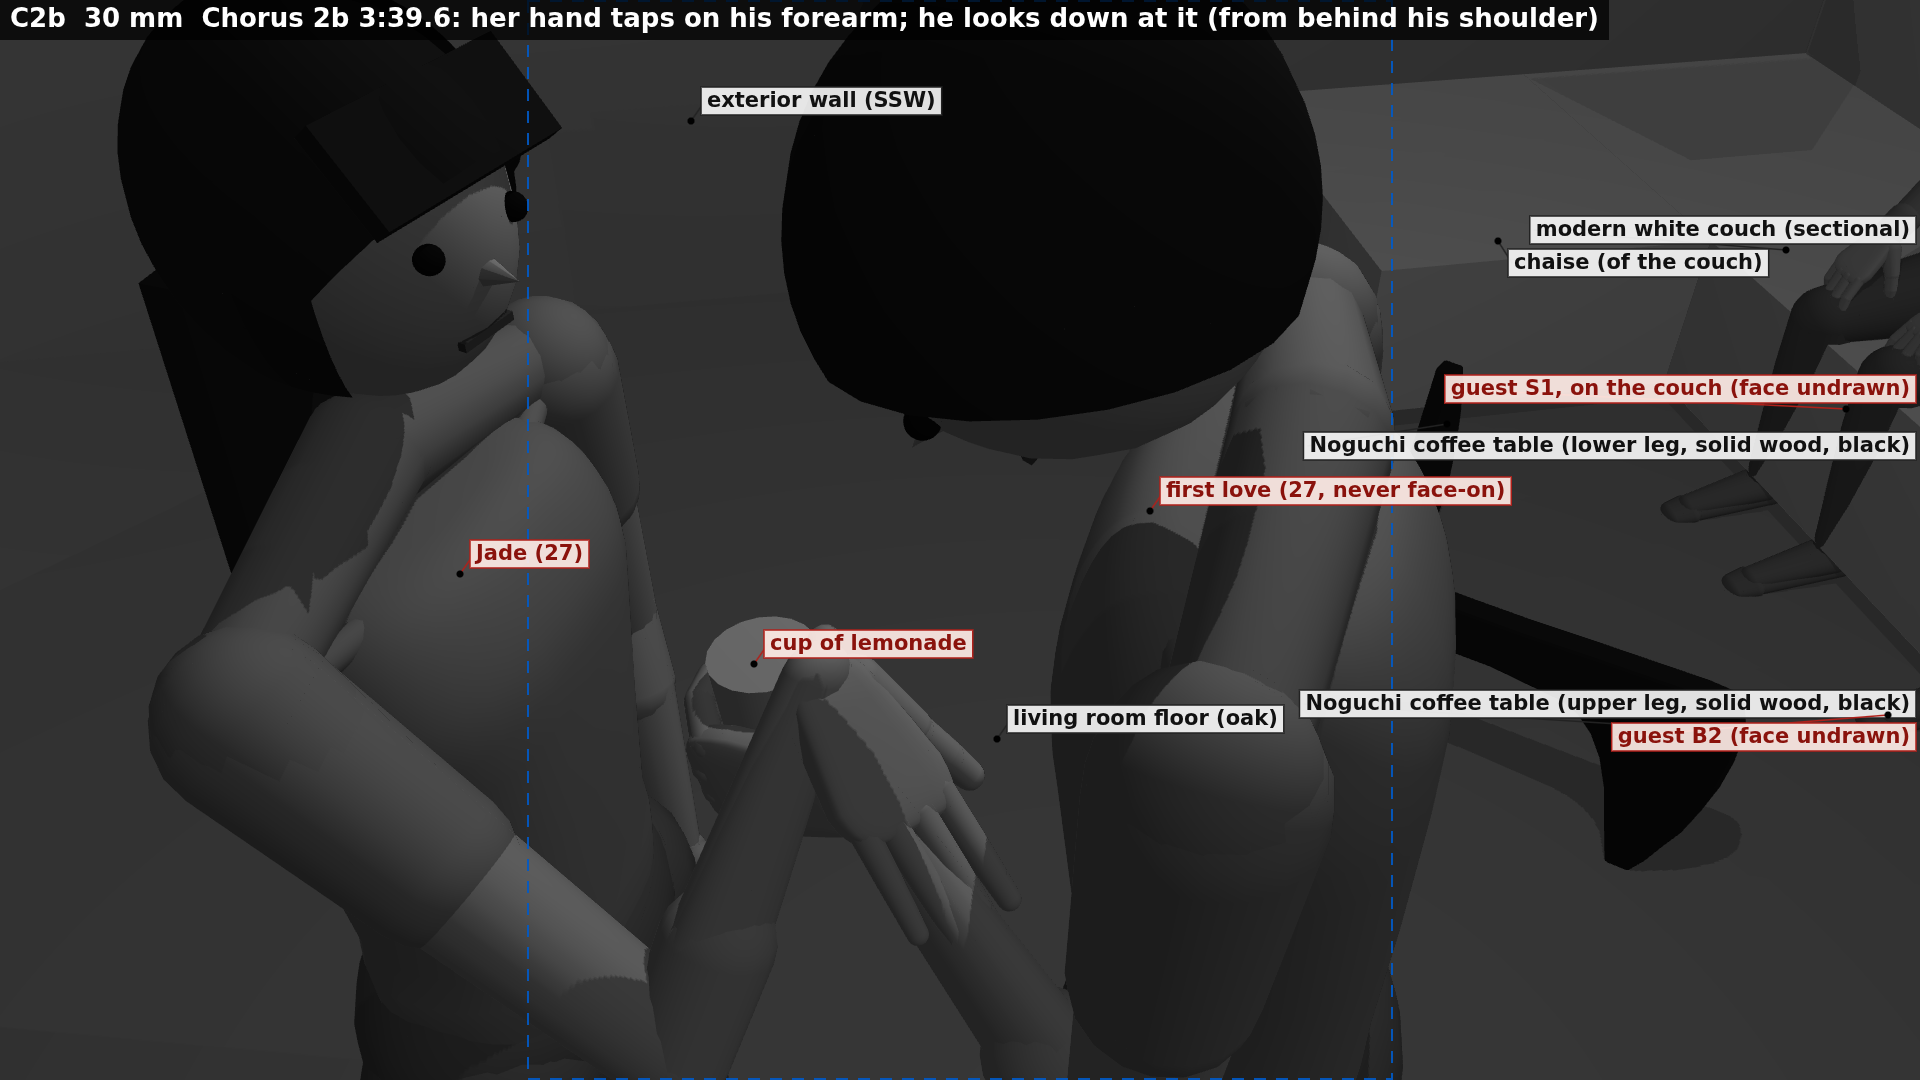 C2b 30 mm Chorus 2b 3:39.6: her hand taps on his forearm; he looks down at it (from behind his shoulder)
exterior wall (SSW)
modern white couch (sectional)
chaise (of the couch)
guest S1, on the couch (face undrawn)
Noguchi coffee table (lower leg, solid wood, black)
first love (27, never face-on)
Jade (27)
cup of lemonade
Noguchi coffee table (upper leg, solid wood, black)
living room floor (oak)
guest B2 (face undrawn)